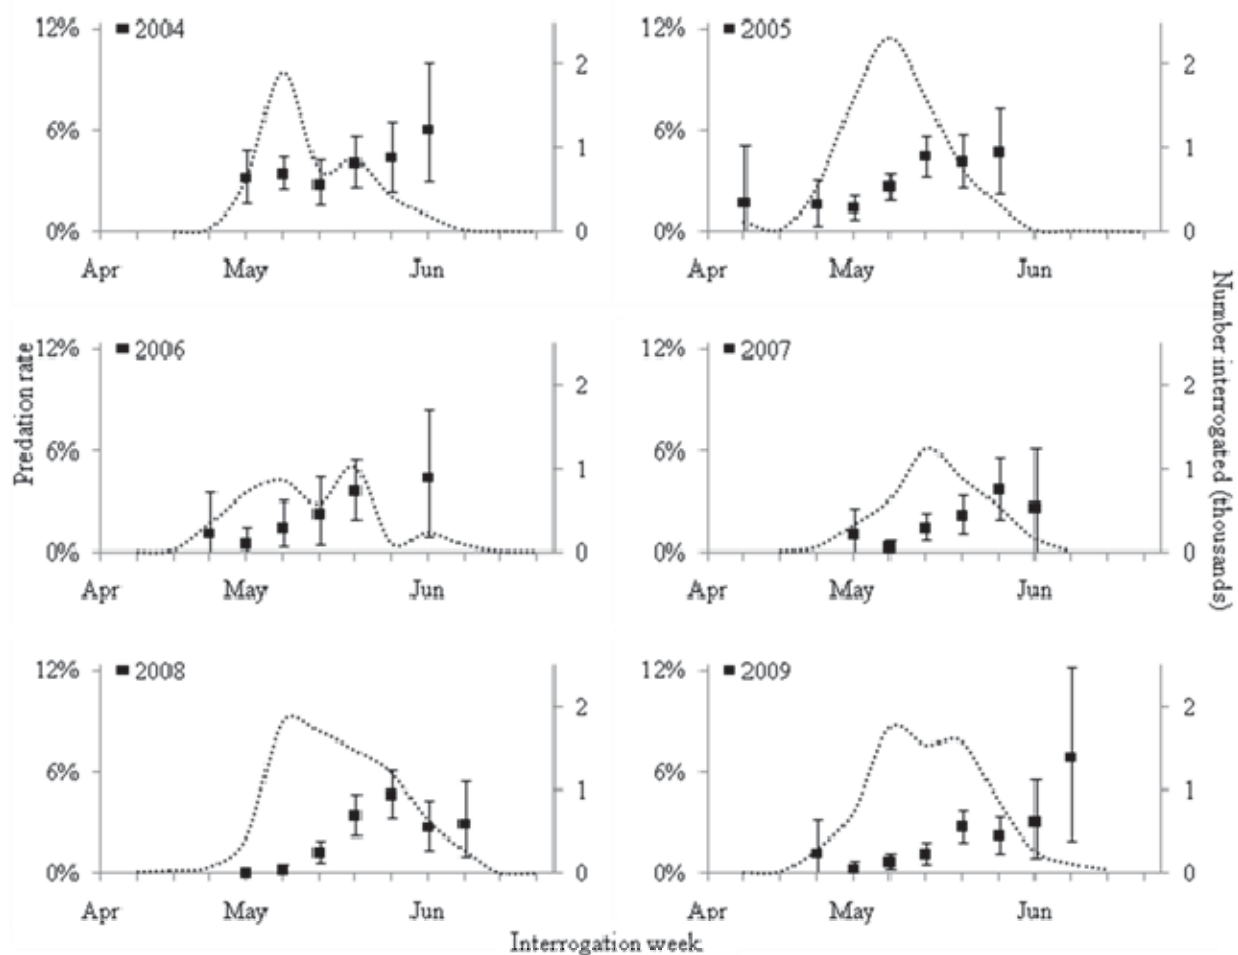 12% 2004 2
6% 1
0% 0
Apr May Jun
12% 2005 2
6% 1
0% 0
Apr May Jun
12% 2006 2
6% 1
0% 0
Apr May Jun
12% 2007 2
6% 1
0% 0
Apr May Jun
12% 2008 2
6% 1
0% 0
Apr May Jun
12% 2009 2
6% 1
0% 0
Apr May Jun
Predation rate
Number interrogated (thousands)
Interrogation week